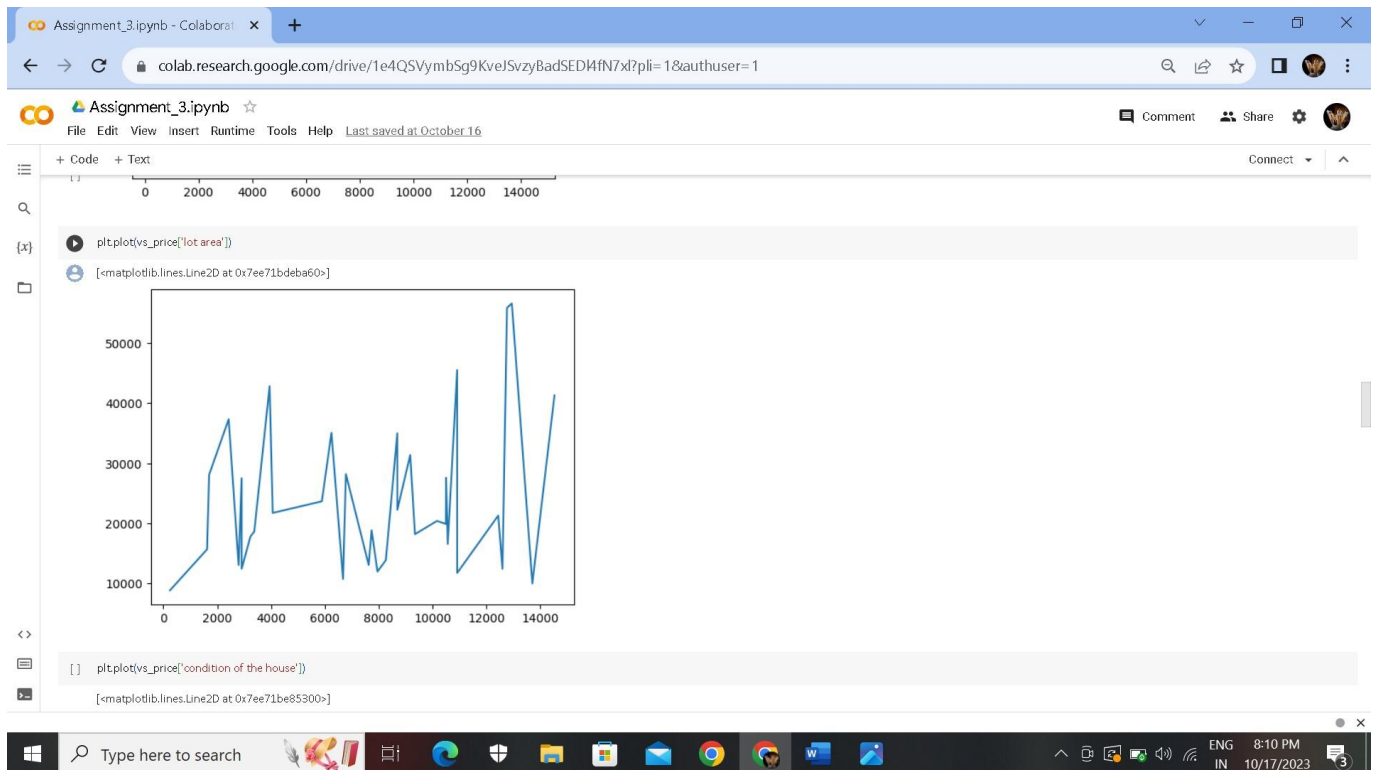 Assignment_3.ipynb - Colaborat
colab.research.google.com/drive/1e4QSVymbSg9KveJSvzyBadSEDl4fN7xl?pli=1&authuser=1
CO Assignment_3.ipynb
Comment Share
File Edit View Insert Runtime Tools Help Last saved at October 16
+ Code + Text Connect
[ ]
0 2000 4000 6000 8000 10000 12000 14000
{x}
plt.plot(vs_price['lot area'])
[<matplotlib.lines.Line2D at 0x7ee71bdeba60>]
50000
40000
30000
20000
10000
0 2000 4000 6000 8000 10000 12000 14000
[ ] plt.plot(vs_price['condition of the house'])
[<matplotlib.lines.Line2D at 0x7ee71be85300>]
Type here to search
ENG 8:10 PM
IN 10/17/2023 3